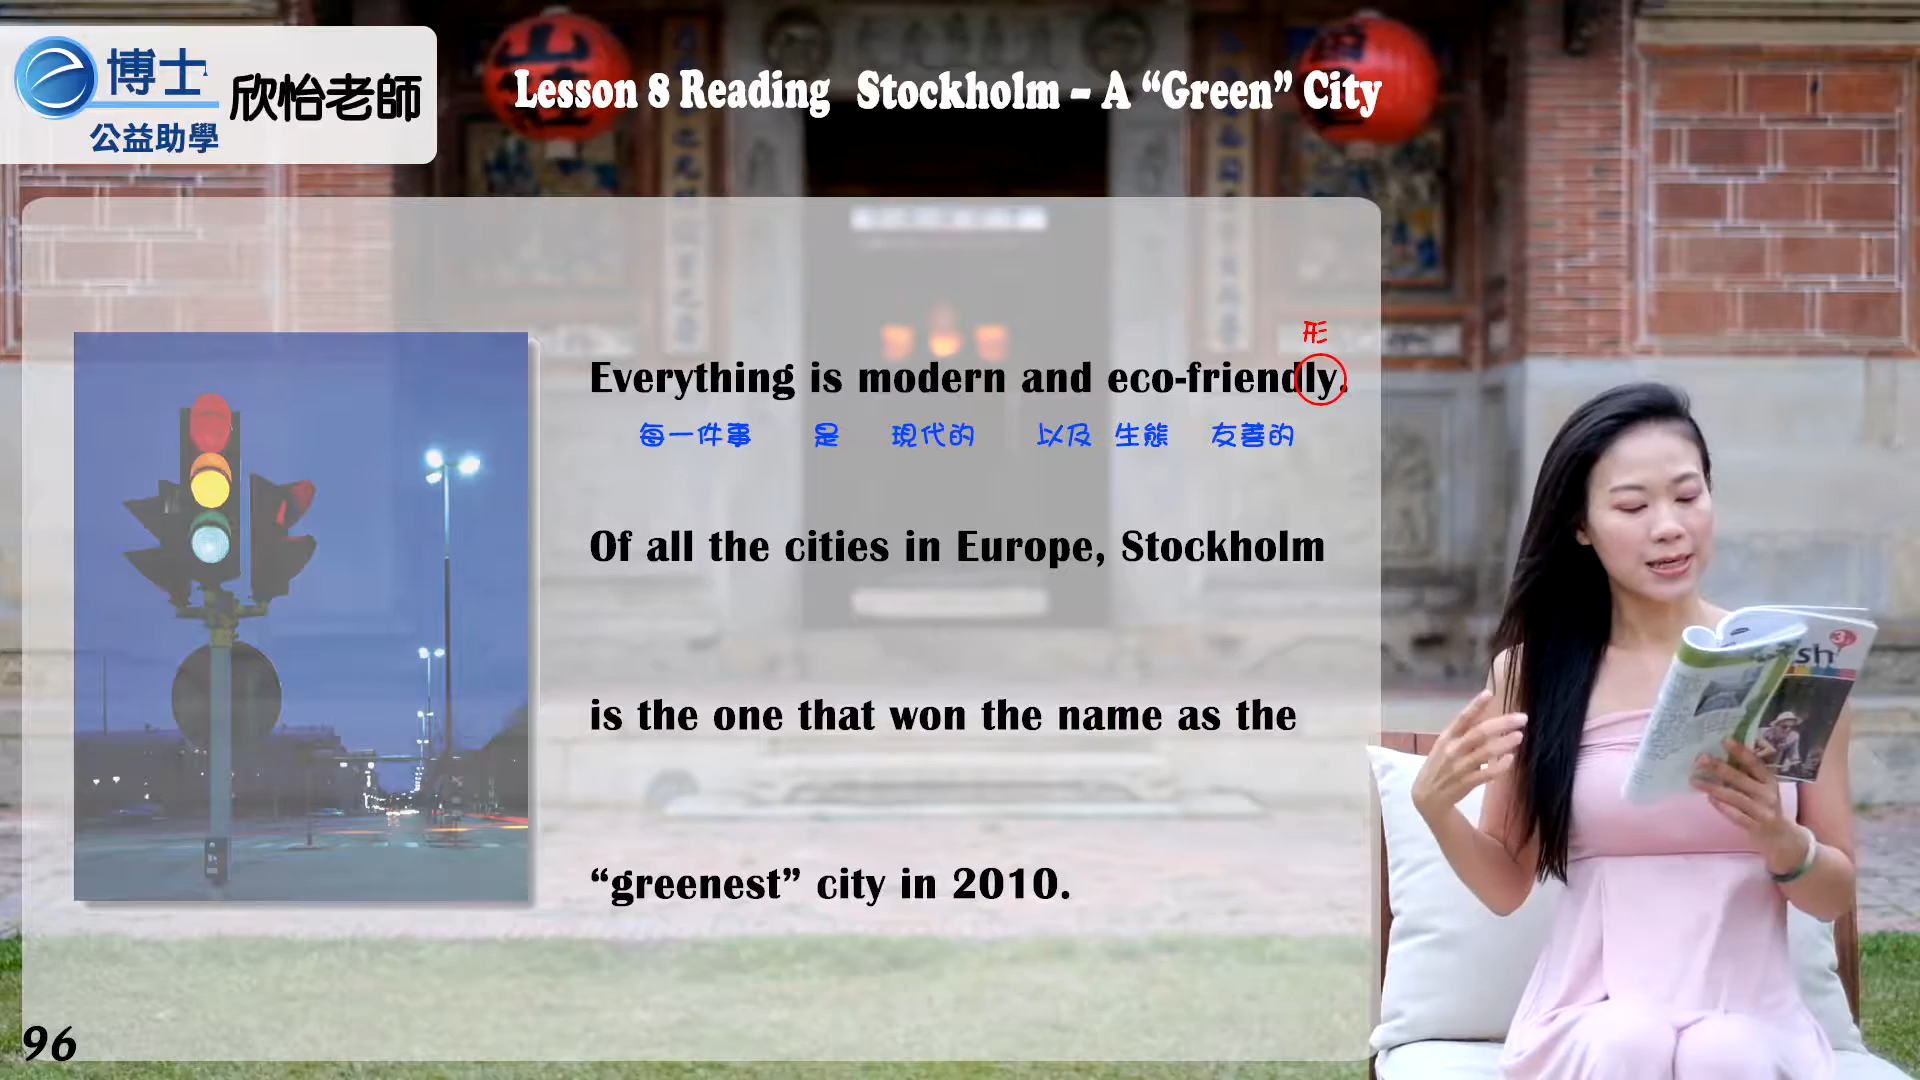 博士
公益助學
欣怡老師
Lesson 8 Reading Stockholm – A “Green” City
形
Everything is modern and eco-friendly.
每一件事 是 現代的 以及 生態 友善的
Of all the cities in Europe, Stockholm
is the one that won the name as the
“greenest” city in 2010.
sh
3
96